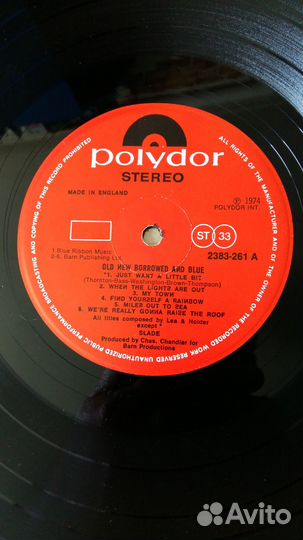 polydor
STEREO
MADE IN ENGLAND
℗ 1974
POLYDOR INT.
ST 33
2383-261 A
1.Blue Ribbon Music
2-6. Barn Publishing Ltd.
OLD NEW BORROWED AND BLUE
*1. JUST WANT A LITTLE BIT
(Thornton-Bass-Washington-Brown-Thompson)
2. WHEN THE LIGHTS ARE OUT
3. MY TOWN
4. FIND YOURSELF A RAINBOW
5. MILES OUT TO SEA
6. WE'RE REALLY GONNA RAISE THE ROOF
All titles composed by Lea & Holder
except *
SLADE
Produced by Chas. Chandler for
Barn Productions
ALL RIGHTS OF THE MANUFACTURER AND OF THE OWNER OF THE RECORDED WORK RESERVED UNAUTHORIZED PUBLIC PERFORMANCE BROADCASTING AND COPYING OF THIS RECORD PROHIBITED
Avito